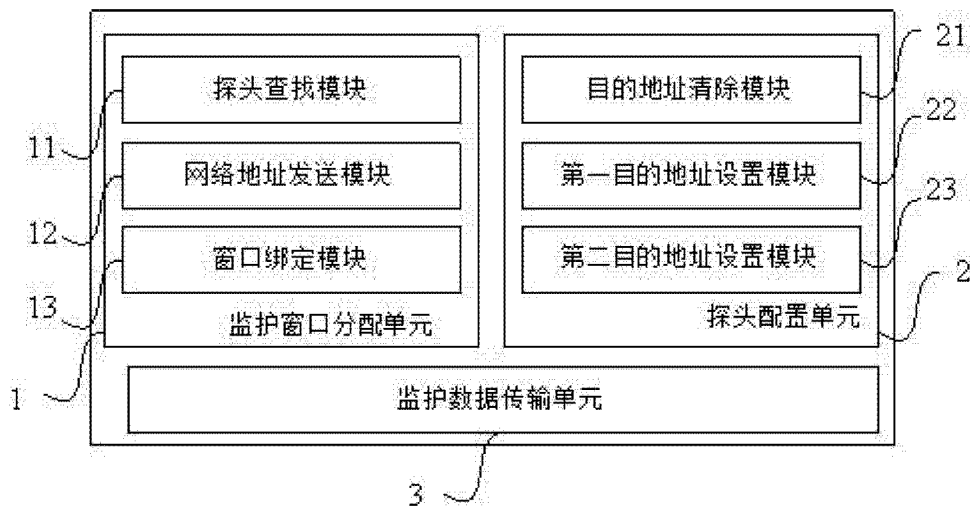 探头查找模块
网络地址发送模块
窗口绑定模块
监护窗口分配单元
11
12
13
1
目的地址清除模块
第一目的地址设置模块
第二目的地址设置模块
探头配置单元
21
22
23
2
监护数据传输单元
3